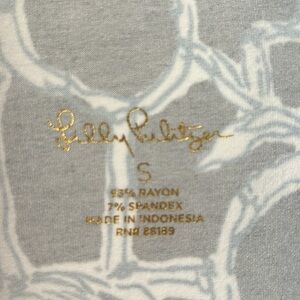 Lilly Pulitzer
S
93% RAYON
7% SPANDEX
MADE IN INDONESIA
RN# 88189